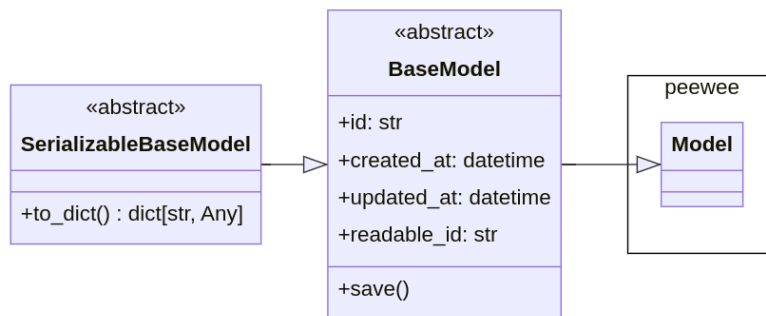 «abstract»
SerializableBaseModel
+to_dict() : dict[str, Any]
«abstract»
BaseModel
+id: str
+created_at: datetime
+updated_at: datetime
+readable_id: str
+save()
peewee
Model